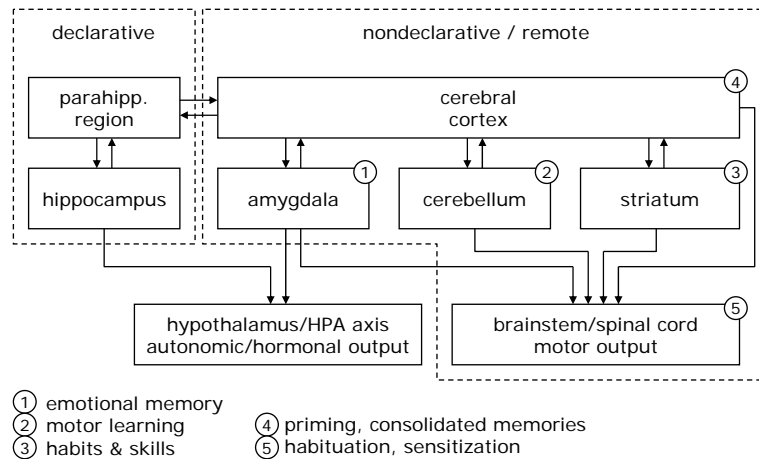 declarative
nondeclarative / remote
parahipp.
region
cerebral
cortex
4
hippocampus
amygdala
1
cerebellum
2
striatum
3
hypothalamus/HPA axis
autonomic/hormonal output
brainstem/spinal cord
motor output
5
1 emotional memory
2 motor learning
3 habits & skills
4 priming, consolidated memories
5 habituation, sensitization